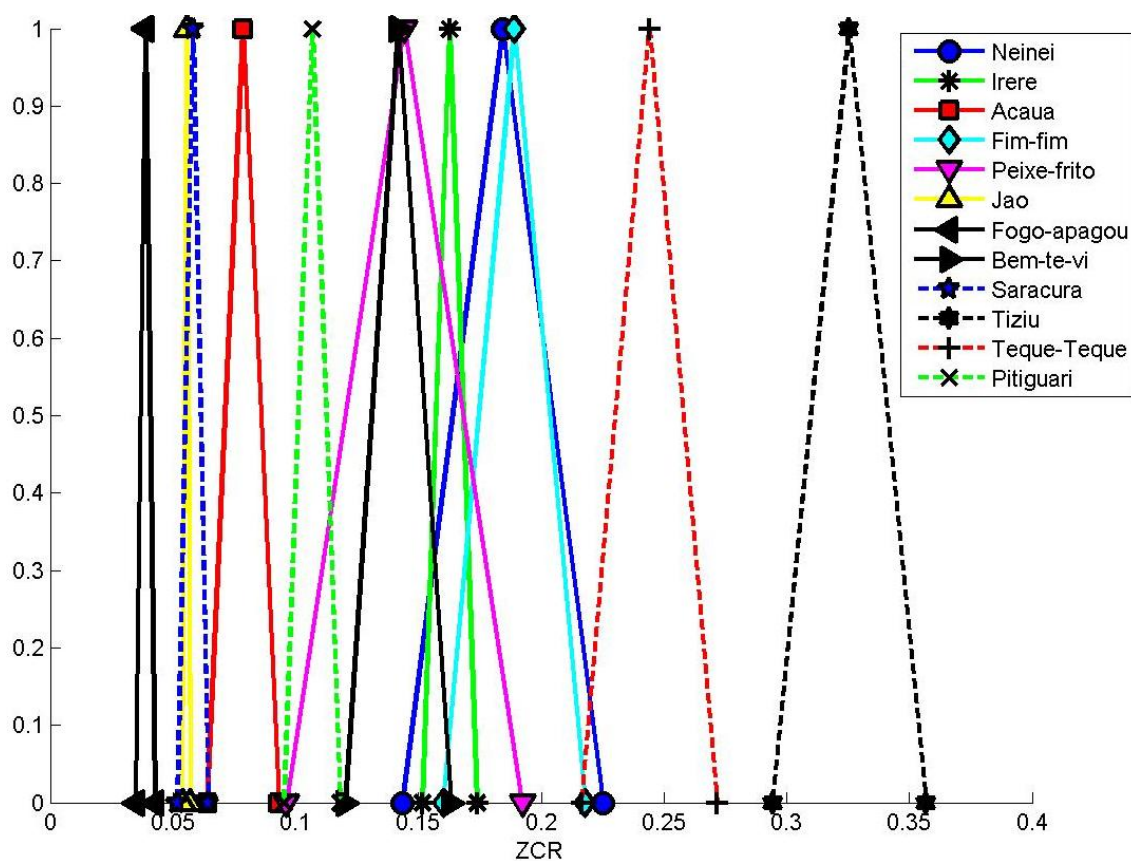 1
0.9
0.8
0.7
0.6
0.5
0.4
0.3
0.2
0.1
0
0 0.05 0.1 0.15 0.2 0.25 0.3 0.35 0.4
ZCR
Neinei
Irere
Acaua
Fim-fim
Peixe-frito
Jao
Fogo-apagou
Bem-te-vi
Saracura
Tiziu
Teque-Teque
Pitiguari